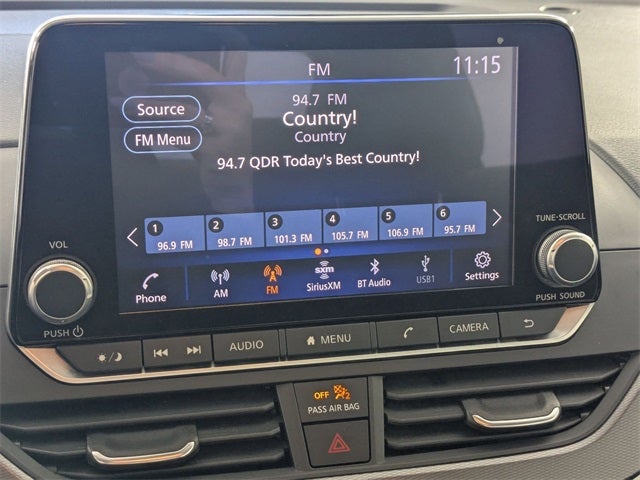 FM
11:15
Source
FM Menu
94.7 FM
Country!
Country
94.7 QDR Today's Best Country!
1 2 3 4 5 6
96.9 FM 98.7 FM 101.3 FM 105.7 FM 106.9 FM 95.7 FM
Phone AM FM sxm SiriusXM BT Audio USB1 Settings
VOL
PUSH
TUNE·SCROLL
PUSH SOUND
AUDIO MENU CAMERA
OFF 2
PASS AIR BAG